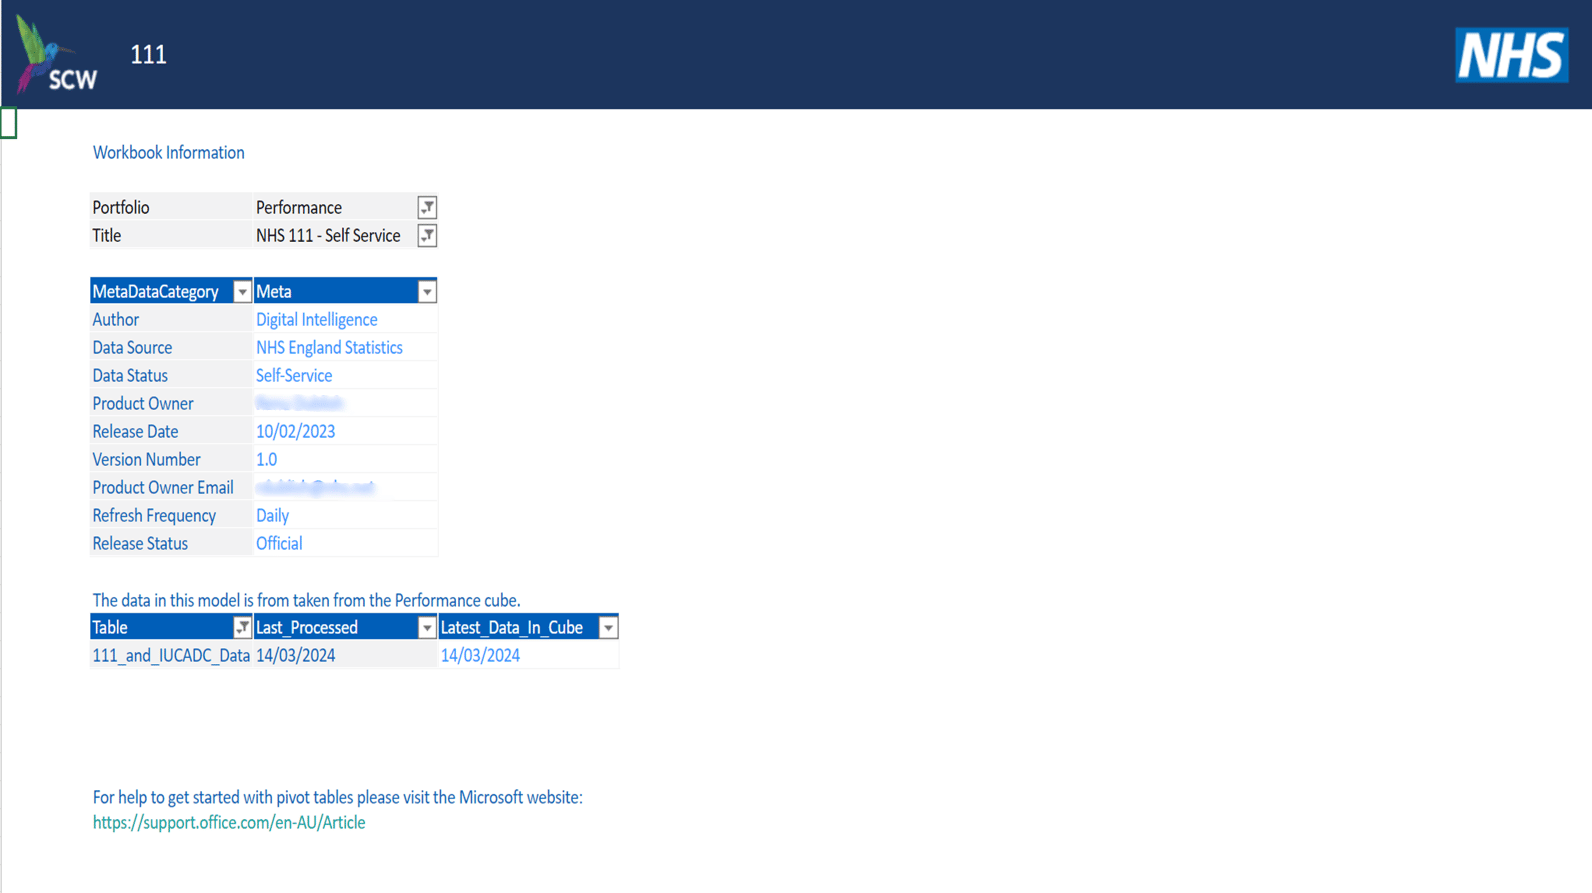 SCW
111
NHS
Workbook Information
Portfolio Performance
Title NHS 111 - Self Service
MetaDataCategory Meta
Author Digital Intelligence
Data Source NHS England Statistics
Data Status Self-Service
Product Owner
Release Date 10/02/2023
Version Number 1.0
Product Owner Email
Refresh Frequency Daily
Release Status Official
The data in this model is from taken from the Performance cube.
Table Last_Processed Latest_Data_In_Cube
111_and_IUCADC_Data 14/03/2024 14/03/2024
For help to get started with pivot tables please visit the Microsoft website:
https://support.office.com/en-AU/Article